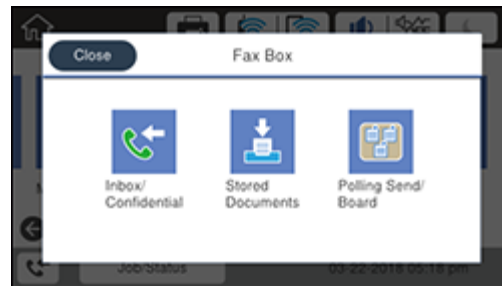 Close
Fax Box
Inbox/
Confidential
Stored
Documents
Polling Send/
Board
Job/Status
03-22-2018 05:18 pm